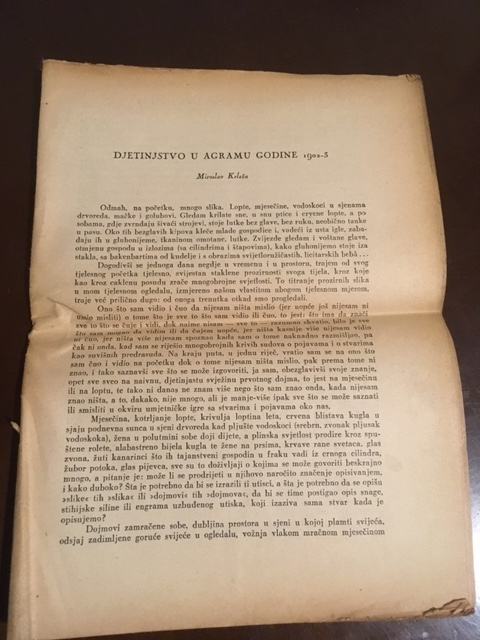 DJETINJSTVO U AGRAMU GODINE 1902-3
Miroslav Krleža
Odmah, na početku, mnogo slika. Lopte, mjesečine, vodoskoci u sjenama
drvoreda, mačke i golubovi. Gledam krilate sne, u snu ptice i crvene lopte, a po
sobama, gdje zvrndaju šivaći strojevi, stoje lutke bez glave, bez ruku, neobično tanke
u pasu. Oko tih bezglavih kipova kleče mlade gospodice i, vodeći iz usta igle, zaba-
daju ih u gluhonijeme, tkaninom omotane, lutke. Zvijezde gledam i voštane glave,
otmjenu gospodu u izlozima (sa cilindrima i štapovima), kako gluhonijemo stoje iza
stakla, sa bakenbartima od kudelje i s obrazima svijetloružičastih, licitarskih bebâ...
Dogodivši se jednoga dana negdje u vremenu i u prostoru, trajem od svog
tjelesnog početka tjelesno, svijestan staklene prozirnosti svoga tijela, kroz koje
kao kroz caklenu posudu zrače mnogobrojne svjetlosti. To titranje prozirnih slika
u mom tjelesnom ogledalu, izmjereno našom vlastitom ubogom tjelesnom mjerom,
traje već prilično dugo: od onoga trenutka otkad smo progledali.
Ono što sam vidio i čuo da nijesam ništa mislio (jer nopće još nijesam ni
umio misliti) o tome što je sve to što sam vidio ili čuo, to jest: što ima da znači
sve to što se čuje i vidi, dok naime nisam — sve to — razumno shvatio, bilo je sve
što sam mogao da vidim ili da čujem nopće, jer ništa kasnije više nijesam vidio
ni čuo, jer ništa više nijesam spoznao kada sam o tome naknadno razmišljao, pa
čak ni onda, kad sam se riješio mnogobrojnih krivih sudova o pojavama i o stvarima
kao suvišnih predrasuda. Na kraju puta, u jednu riječ, vratio sam se na ono što
sam čuo i vidio na početku dok o tome nijesam ništa mislio, pak prema tome ni
znao, i tako saznavši sve što se može izgovoriti, ja sam, obezglavivši svoje znanje,
opet sve sveo na naivnu, djetinjastu svježinu prvotnog dojma, to jest na mjesečinu
ili na loptu, te tako ni danas ne znam više nego što sam znao onda, kada nijesam
znao ništa, a to, dakako, nije mnogo, ali je manje-više ipak sve što se može saznati
ili smisliti u okviru umjetničke igre sa stvarima i pojavama oko nas.
Mjesečina, kotrljanje lopte, krivulja loptina leta, crvena blistava kugla u
sjaju podnevna sunca u sjeni drvoreda kad pljušte vodoskoci (srebrn, zvonak pljusak
vodoskoka), žena u polutmini sobe doji dijete, a plinska svjetlost prodire kroz spu-
štene rolete, alabastreno bijela kugla te žene na prsima, krvave rane svetaca, glas
zvona, žuti kanarinci što ih tajanstveni gospodin u fraku vadi iz crnoga cilindra,
žubor potoka, glas pijevca, sve su to doživljaji o kojima se može govoriti beskrajno
mnogo, a pitanje je: može li se prodrijeti u njihovo naročito značenje opisivanjem,
i kako duboko? Šta je potrebno da bi se izrazili ti utisci, a šta je potrebno da se opišu
»slike« tih »slika« ili »dojmovi« tih »dojmova«, da bi se time postigao opis snage,
stihijske siline ili engrama uzbuđenog utiska, koji izaziva sama stvar kada je
opisujemo?
Dojmovi zamračene sobe, dubljina prostora u sjeni u kojoj plamti svijeća,
odsjaj zadimljene goruće svijeće u ogledalu, vožnja vlakom mračnom mjesečinom